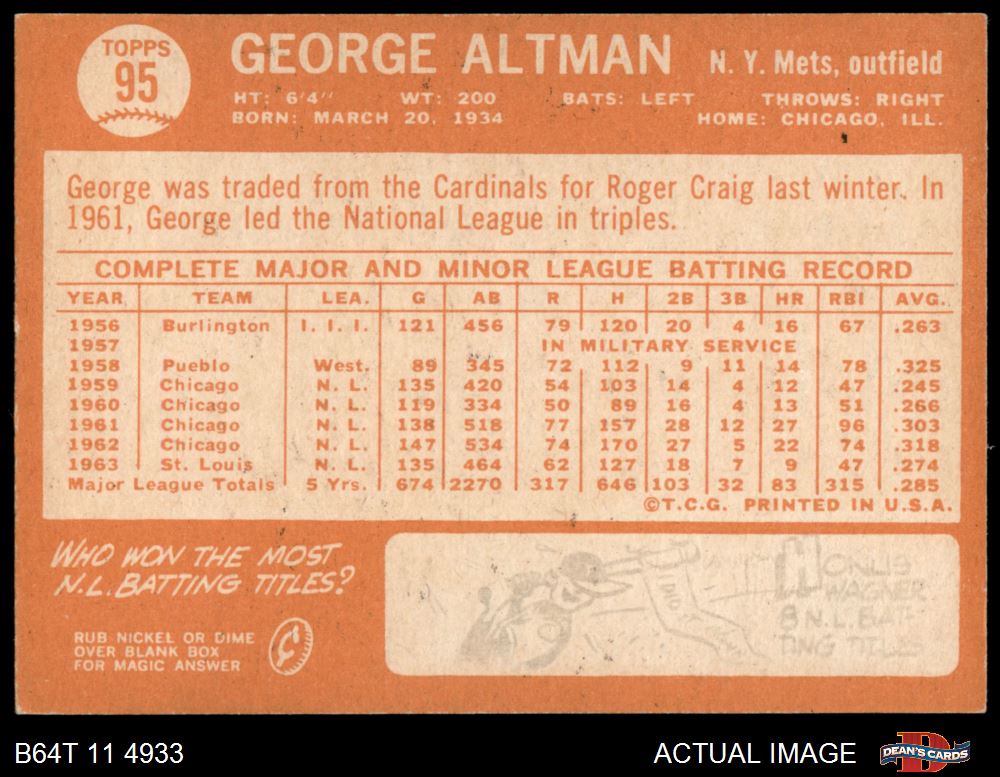 TOPPS
95
GEORGE ALTMAN
N. Y. Mets, outfield
HT: 6'4" WT: 200 BATS: LEFT THROWS: RIGHT
BORN: MARCH 20, 1934 HOME: CHICAGO, ILL.
George was traded from the Cardinals for Roger Craig last winter. In
1961, George led the National League in triples.
COMPLETE MAJOR AND MINOR LEAGUE BATTING RECORD
YEAR TEAM LEA. G AB R H 2B 3B HR RBI AVG.
1956 Burlington I. I. I. 121 456 79 120 20 4 16 67 .263
1957 IN MILITARY SERVICE
1958 Pueblo West. 89 345 72 112 9 11 14 78 .325
1959 Chicago N. L. 135 420 54 103 14 4 12 47 .245
1960 Chicago N. L. 119 334 50 89 16 4 13 51 .266
1961 Chicago N. L. 138 518 77 157 28 12 27 96 .303
1962 Chicago N. L. 147 534 74 170 27 5 22 74 .318
1963 St. Louis N. L. 135 464 62 127 18 7 9 47 .274
Major League Totals 5 Yrs. 674 2270 317 646 103 32 83 315 .285
©T.C.G. PRINTED IN U.S.A.
WHO WON THE MOST
N.L. BATTING TITLES?
RUB NICKEL OR DIME
OVER BLANK BOX
FOR MAGIC ANSWER
HONUS
WAGNER
8 N.L. BAT-
TING TITLES
B64T 11 4933
ACTUAL IMAGE
DEAN'S CARDS